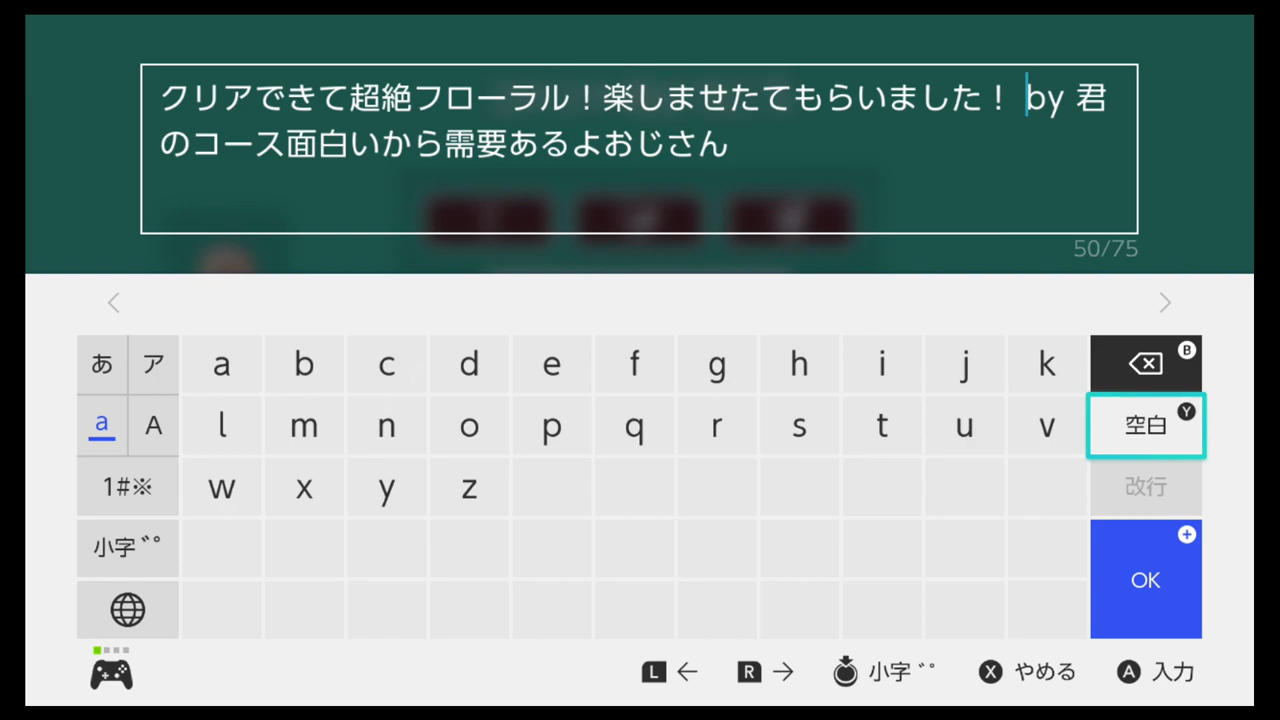 クリアできて超絶フローラル！楽しませたてもらいました！ by 君
のコース面白いから需要あるよおじさん
50/75
あ ア a b c d e f g h i j k B
a A l m n o p q r s t u v 空白 Y
1#※ w x y z 改行
小字゛゜ +
OK
L ← R → 小字゛゜ X やめる A 入力